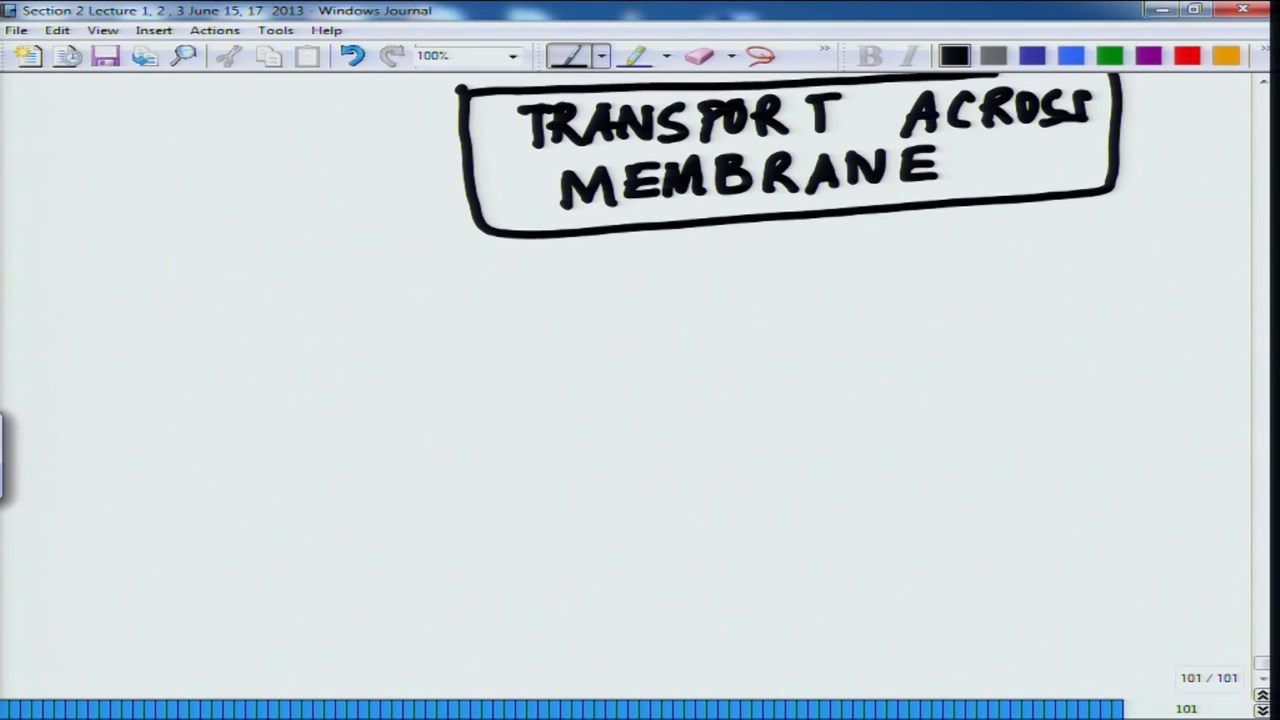 Section 2 Lecture 1, 2 , 3 June 15, 17 2013 - Windows Journal
File Edit View Insert Actions Tools Help
100%
B I
TRANSPORT ACROSS
MEMBRANE
101 / 101
101